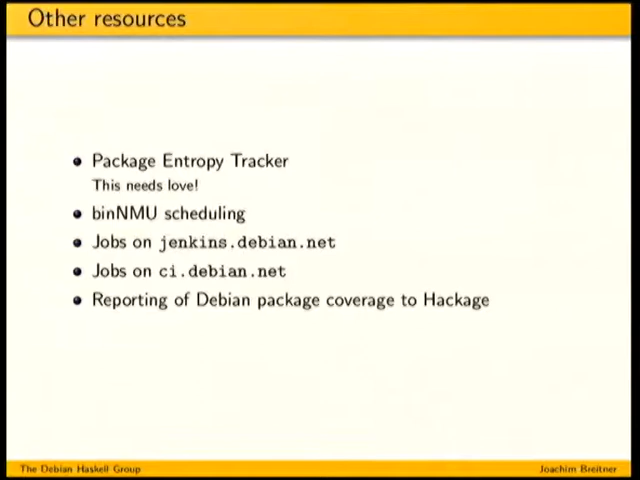 Other resources
Package Entropy Tracker
This needs love!
binNMU scheduling
Jobs on jenkins.debian.net
Jobs on ci.debian.net
Reporting of Debian package coverage to Hackage
The Debian Haskell Group
Joachim Breitner